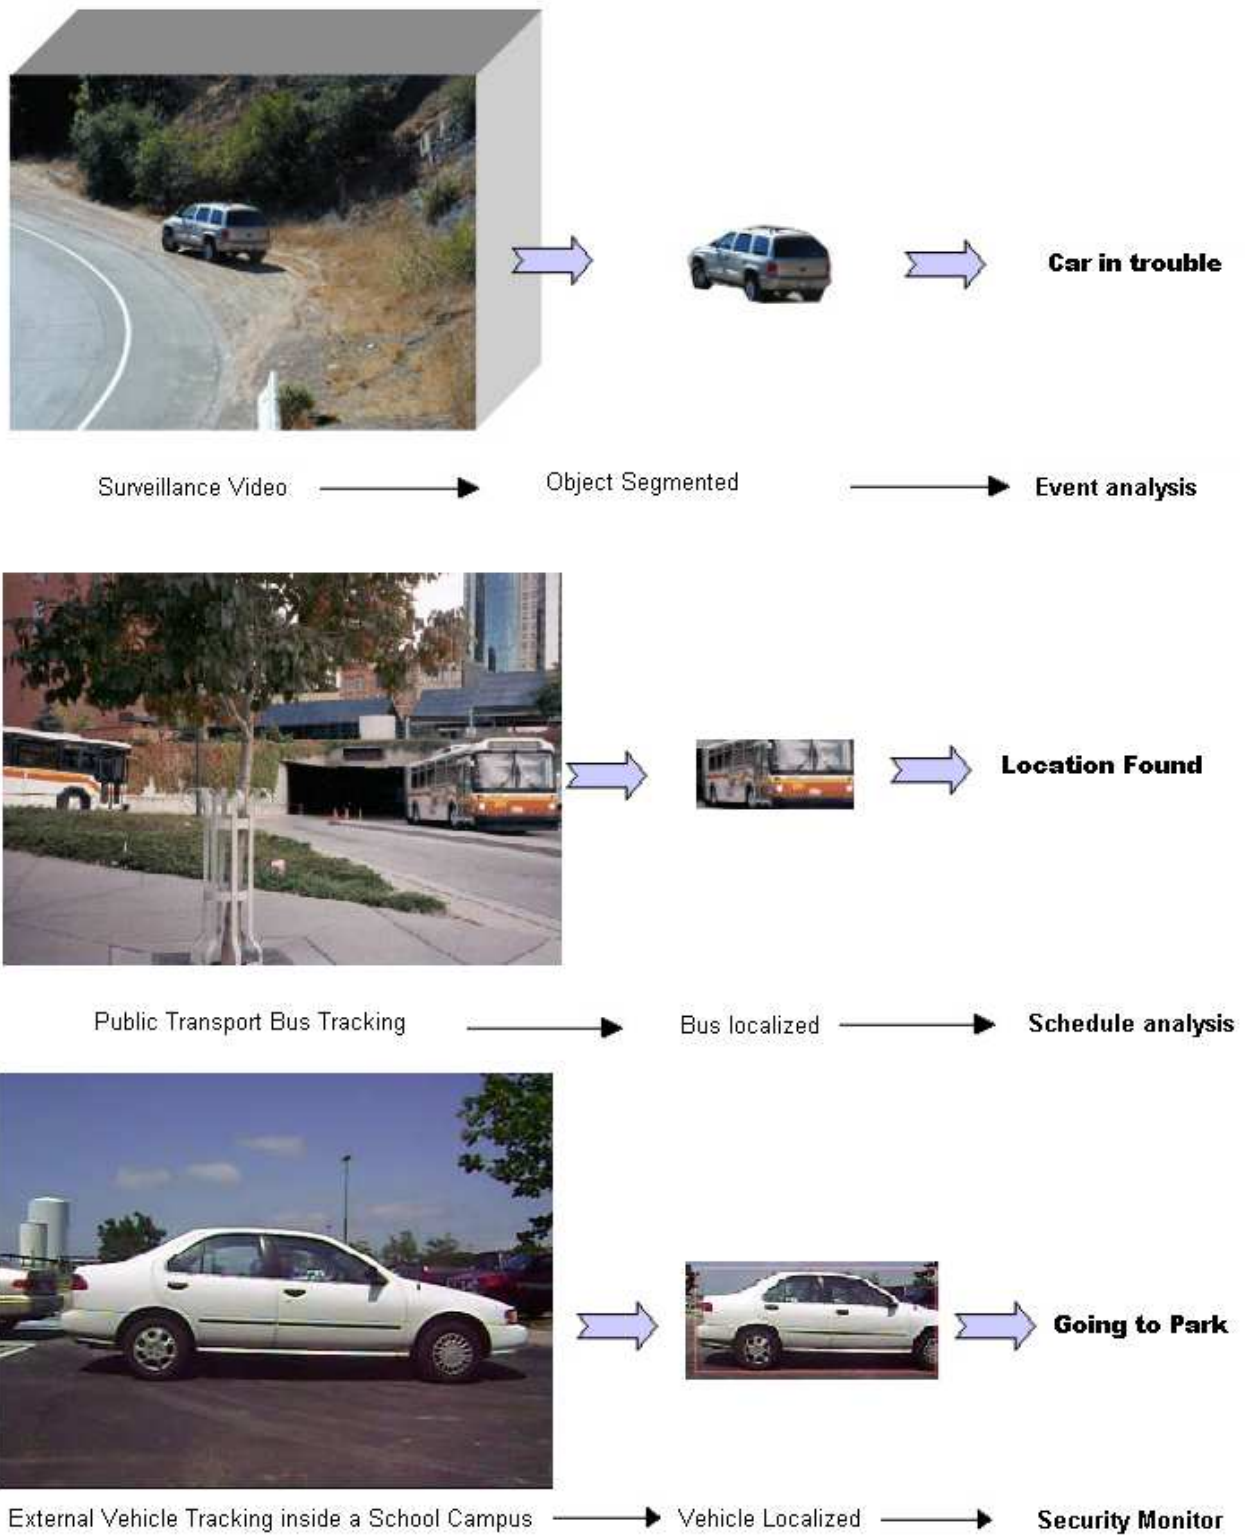 Car in trouble
Surveillance Video
Object Segmented
Event analysis
Location Found
Public Transport Bus Tracking
Bus localized
Schedule analysis
Going to Park
External Vehicle Tracking inside a School Campus
Vehicle Localized
Security Monitor